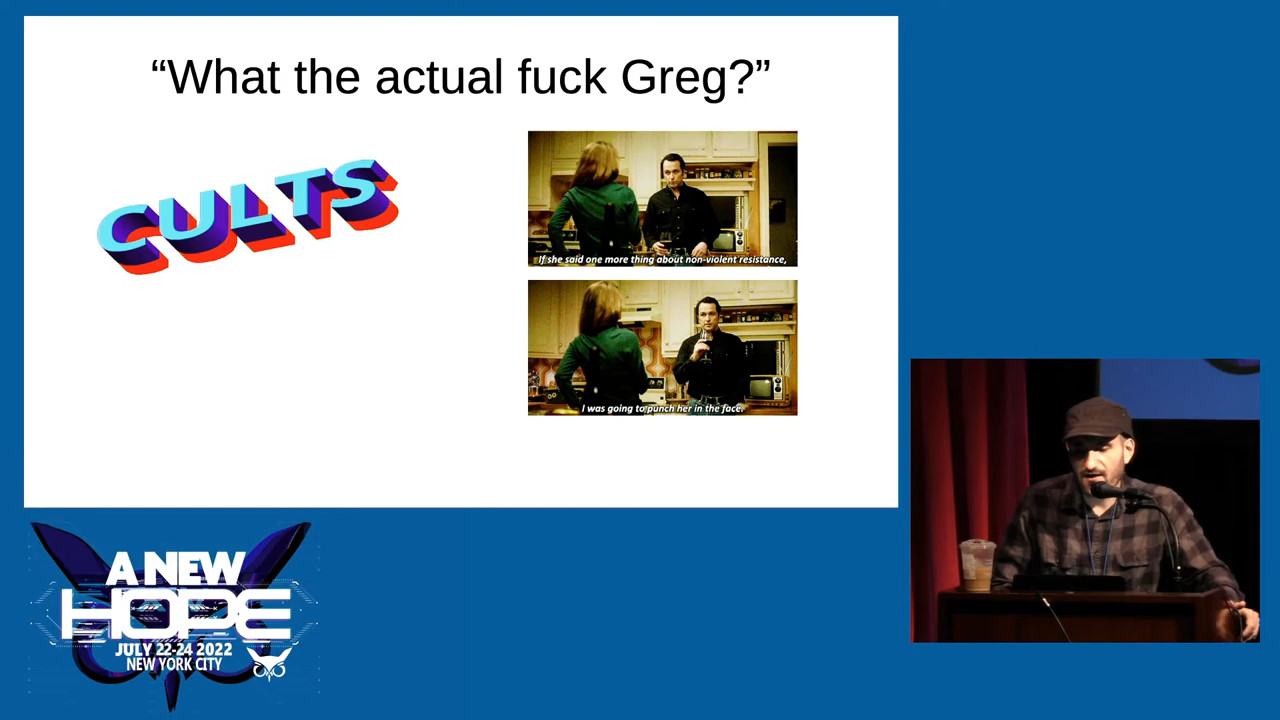 “What the actual fuck Greg?”
CULTS
If she said one more thing about non-violent resistance,
I was going to punch her in the face.
A NEW
HOPE
JULY 22-24 2022
NEW YORK CITY